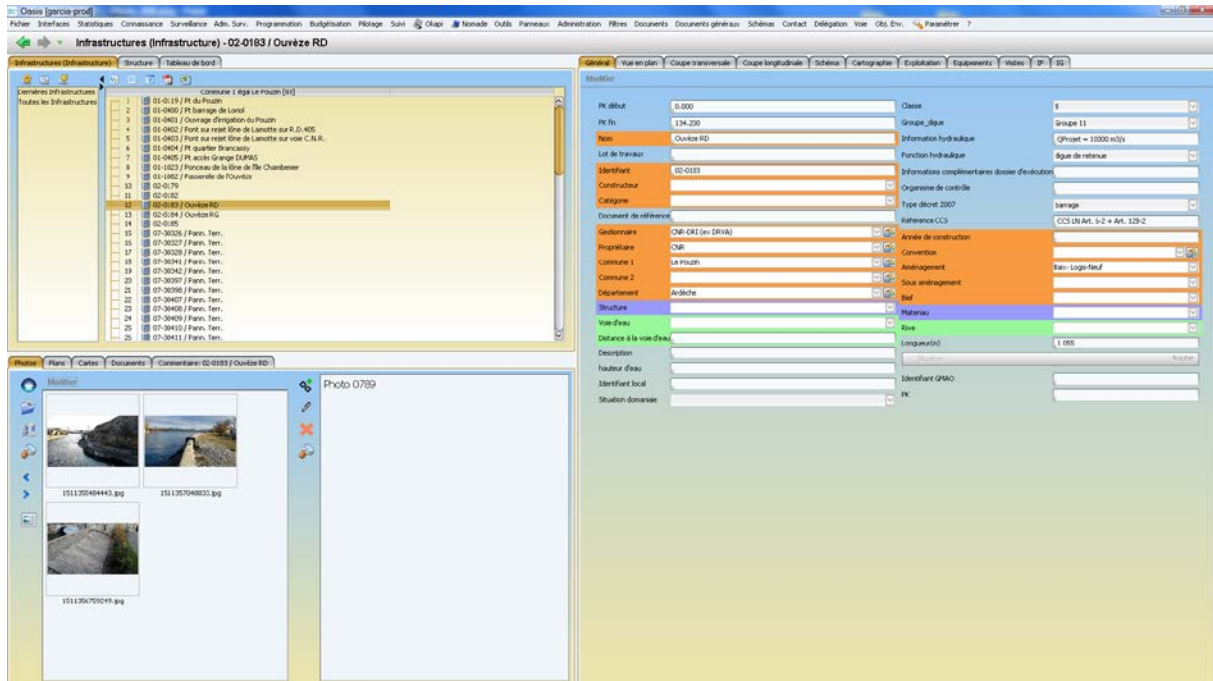 Oasis [garcia-prod]
Fichier Interfaces Statistiques Connaissance Surveillance Adm. Surv. Programmation Budgétisation Pilotage Suivi Okapi Nomade Outils Panneaux Administration Filtres Documents Documents généraux Schémas Contact Délégation Voie Obj. Env. Paramétrer ?
Infrastructures (Infrastructure) - 02-0183 / Ouvèze RD
Infrastructures (Infrastructure) Structure Tableau de bord
Dernières Infrastructures
Toutes les Infrastructures
Commune 1 égal Le Pouzin [83]
1 01-0119 / Pt du Pouzin
2 01-0400 / Pt barrage de Loriol
3 01-0401 / Ouvrage d'irrigation du Pouzin
4 01-0402 / Pont sur rejet lône de Lamotte sur R.D.405
5 01-0403 / Pont sur rejet lône de Lamotte sur voie C.N.R.
6 01-0404 / Pt quartier Brancassy
7 01-0405 / Pt accès Grange DUMAS
8 01-1023 / Ponceau de la lône de l'île Chambenier
9 01-1062 / Passerelle de l'Ouvèze
10 02-0179
11 02-0182
12 02-0183 / Ouvèze RD
13 02-0184 / Ouvèze RG
14 02-0185
15 07-30326 / Pann. Terr.
16 07-30327 / Pann. Terr.
17 07-30328 / Pann. Terr.
18 07-30341 / Pann. Terr.
19 07-30342 / Pann. Terr.
20 07-30397 / Pann. Terr.
21 07-30398 / Pann. Terr.
22 07-30407 / Pann. Terr.
23 07-30408 / Pann. Terr.
24 07-30409 / Pann. Terr.
25 07-30410 / Pann. Terr.
25 07-30411 / Pann. Terr.
Photos Plans Cartes Documents Commentaire: 02-0183 / Ouvèze RD
Modifier
Photo 0789
1511355484443.jpg 1511357048833.jpg
1511356759249.jpg
Général Vue en plan Coupe transversale Coupe longitudinale Schéma Cartographie Exploitation Equipements Visites IP IG
Modifier
PK début 0.000
PK fin 134.200
Nom Ouvèze RD
Lot de travaux
Identifiant 02-0183
Constructeur
Catégorie
Document de référence
Gestionnaire CNR-DRI (ex DRVA)
Propriétaire CNR
Commune 1 Le Pouzin
Commune 2
Département Ardèche
Structure
Voie d'eau
Distance à la voie d'eau
Description
hauteur d'eau
Identifiant local
Situation domaniale
Classe B
Groupe_digue Groupe 11
Information hydraulique QProjet = 10000 m3/s
Fonction hydraulique digue de retenue
Informations complémentaires dossier d'exécution
Organisme de contrôle
Type décret 2007 barrage
Référence CCS CCS LN Art. 6-2 + Art. 128-2
Année de construction
Convention
Aménagement Baix- Logis-Neuf
Sous aménagement
Bief
Materiau
Rive
Longueur(m) 1 055
Situation Ajouter
Identifiant GMAO
PK